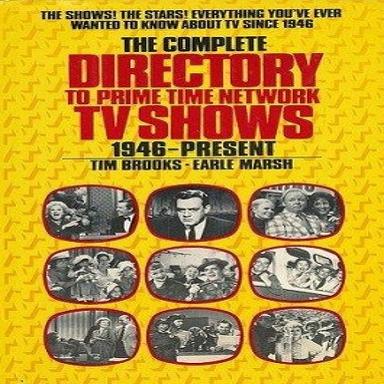 THE SHOWS! THE STARS! EVERYTHING YOU'VE EVER
WANTED TO KNOW ABOUT TV SINCE 1946
THE COMPLETE
DIRECTORY
TO PRIME TIME NETWORK
TV SHOWS
1946-PRESENT
TIM BROOKS · EARLE MARSH